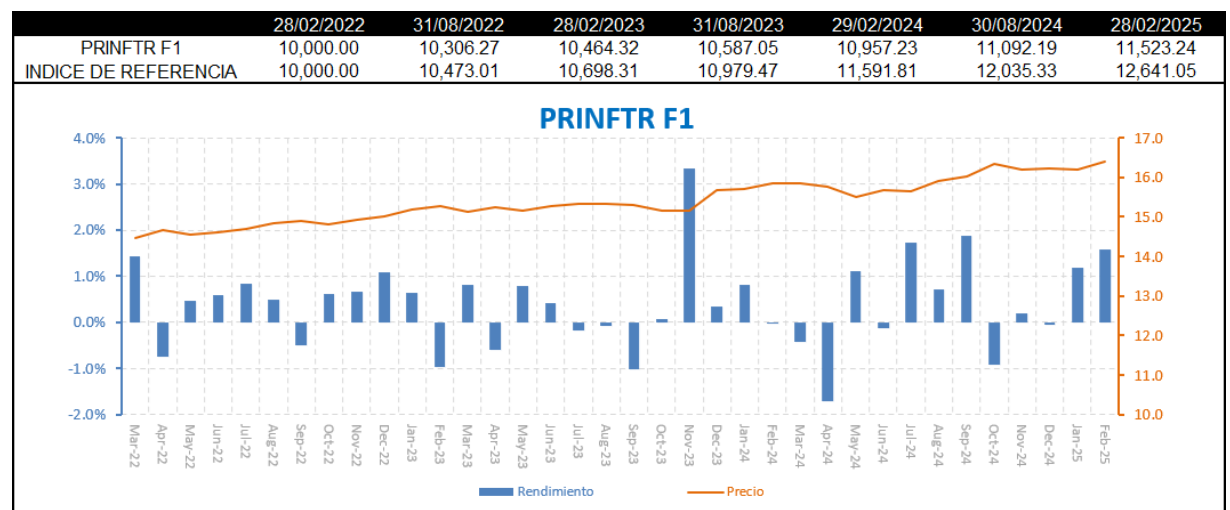 28/02/2022 31/08/2022 28/02/2023 31/08/2023 29/02/2024 30/08/2024 28/02/2025
PRINFTR F1 10,000.00 10,306.27 10,464.32 10,587.05 10,957.23 11,092.19 11,523.24
INDICE DE REFERENCIA 10,000.00 10,473.01 10,698.31 10,979.47 11,591.81 12,035.33 12,641.05
PRINFTR F1
4.0% 17.0
3.0% 16.0
2.0% 15.0
14.0
1.0% 13.0
0.0% 12.0
-1.0% 11.0
-2.0% 10.0
Mar-22 Apr-22 May-22 Jun-22 Jul-22 Aug-22 Sep-22 Oct-22 Nov-22 Dec-22 Jan-23 Feb-23 Mar-23 Apr-23 May-23 Jun-23 Jul-23 Aug-23 Sep-23 Oct-23 Nov-23 Dec-23 Jan-24 Feb-24 Mar-24 Apr-24 May-24 Jun-24 Jul-24 Aug-24 Sep-24 Oct-24 Nov-24 Dec-24 Jan-25 Feb-25
Rendimiento Precio